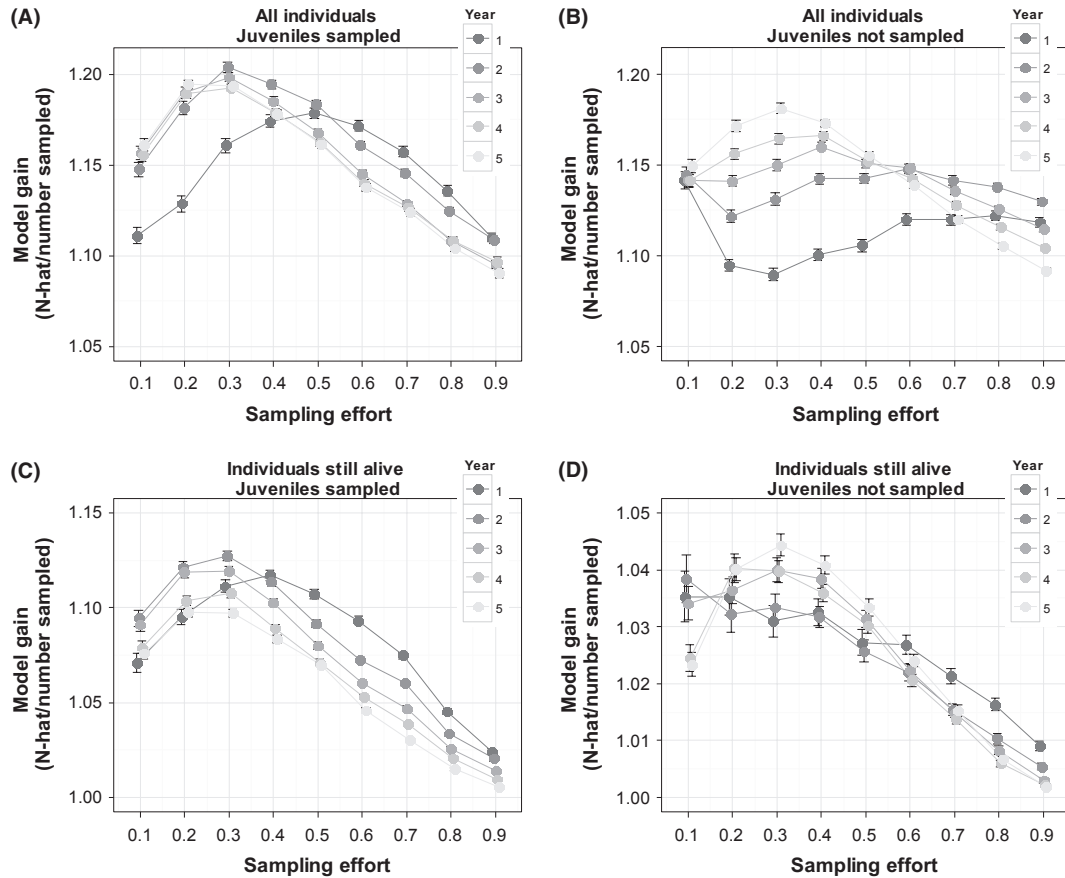 (A)
All individuals
Juveniles sampled
Year
1
2
3
4
5
1.20
1.15
1.10
1.05
Model gain
(N-hat/number sampled)
0.1 0.2 0.3 0.4 0.5 0.6 0.7 0.8 0.9
Sampling effort
(B)
All individuals
Juveniles not sampled
Year
1
2
3
4
5
1.20
1.15
1.10
1.05
Model gain
(N-hat/number sampled)
0.1 0.2 0.3 0.4 0.5 0.6 0.7 0.8 0.9
Sampling effort
(C)
Individuals still alive
Juveniles sampled
Year
1
2
3
4
5
1.15
1.10
1.05
1.00
Model gain
(N-hat/number sampled)
0.1 0.2 0.3 0.4 0.5 0.6 0.7 0.8 0.9
Sampling effort
(D)
Individuals still alive
Juveniles not sampled
Year
1
2
3
4
5
1.05
1.04
1.03
1.02
1.01
1.00
Model gain
(N-hat/number sampled)
0.1 0.2 0.3 0.4 0.5 0.6 0.7 0.8 0.9
Sampling effort